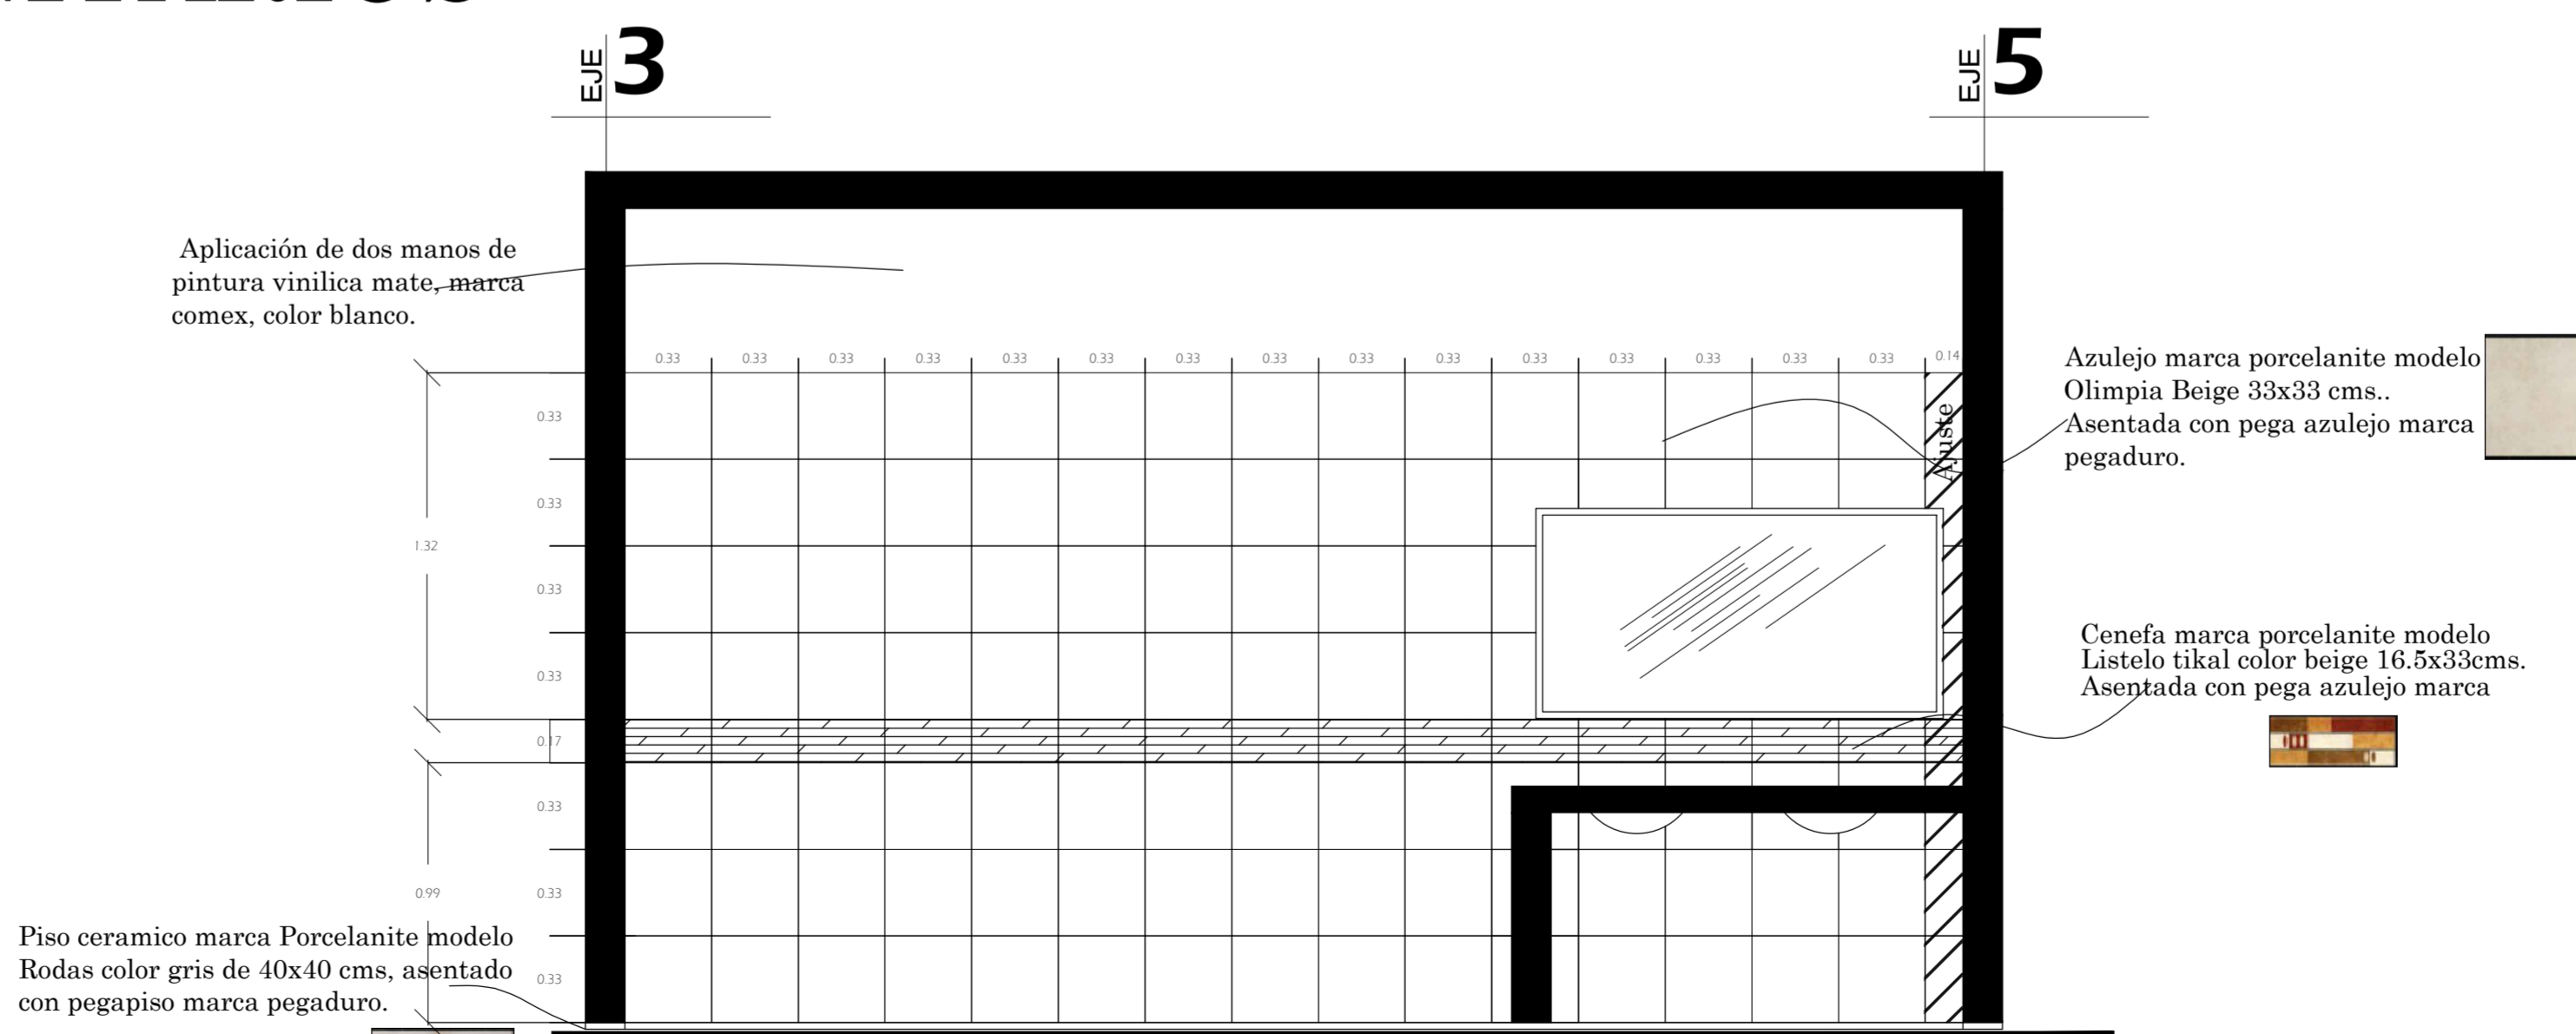 EJE 3
EJE 5
Aplicación de dos manos de
pintura vinilica mate, marca
comex, color blanco.
0.33 0.33 0.33 0.33 0.33 0.33 0.33 0.33 0.33 0.33 0.33 0.33 0.33 0.33 0.33 0.14
Azulejo marca porcelanite modelo
Olimpia Beige 33x33 cms..
Asentada con pega azulejo marca
pegaduro.
Ajuste
0.33
0.33
1.32
0.33
0.33
0.17
Cenefa marca porcelanite modelo
Listelo tikal color beige 16.5x33cms.
Asentada con pega azulejo marca
0.33
0.99
0.33
0.33
Piso ceramico marca Porcelanite modelo
Rodas color gris de 40x40 cms, asentado
con pegapiso marca pegaduro.